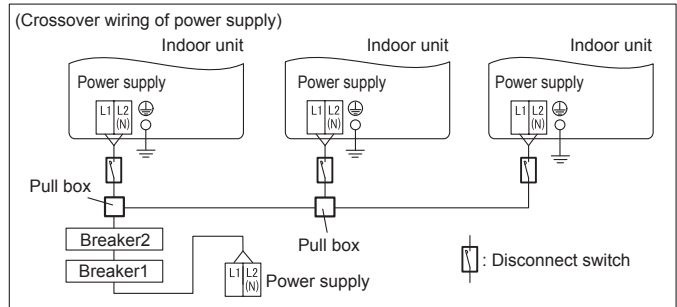 (Crossover wiring of power supply)
Indoor unit Indoor unit Indoor unit
Power supply Power supply Power supply
L1 L2 (N) L1 L2 (N) L1 L2 (N)
Pull box
Pull box
Breaker2
Breaker1
L1 L2 (N) Power supply
: Disconnect switch